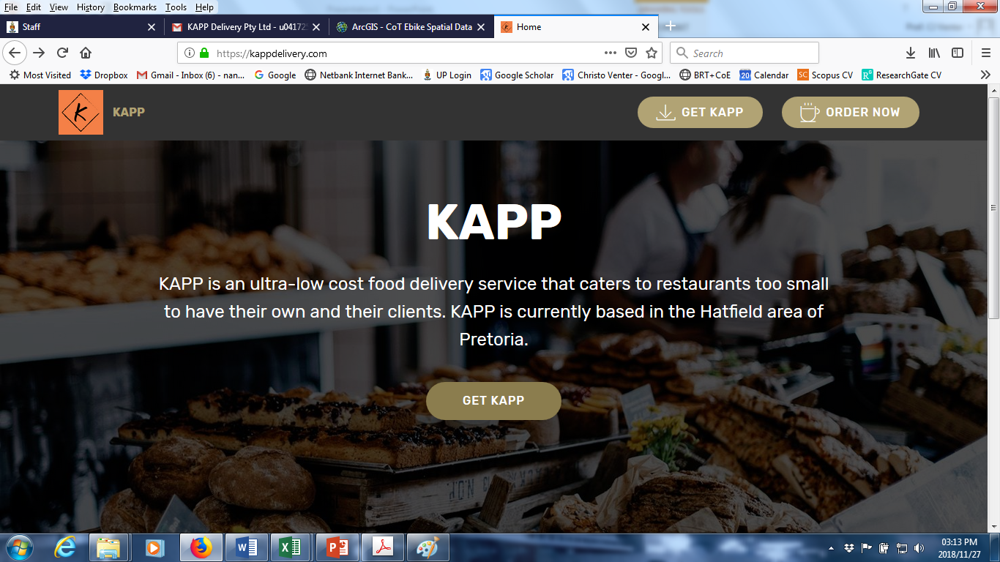 File Edit View History Bookmarks Tools Help
Staff KAPP Delivery Pty Ltd - u04172 ArcGIS - CoT Ebike Spatial Data Home
https://kappdelivery.com Search
Most Visited Dropbox Gmail - Inbox (6) - nan... Google Netbank Internet Bank... UP Login Google Scholar Christo Venter - Googl... BRT+CoE 20 Calendar SC Scopus CV R ResearchGate CV
K KAPP GET KAPP ORDER NOW
KAPP
KAPP is an ultra-low cost food delivery service that caters to restaurants too small
to have their own and their clients. KAPP is currently based in the Hatfield area of
Pretoria.
GET KAPP
03:13 PM
2018/11/27